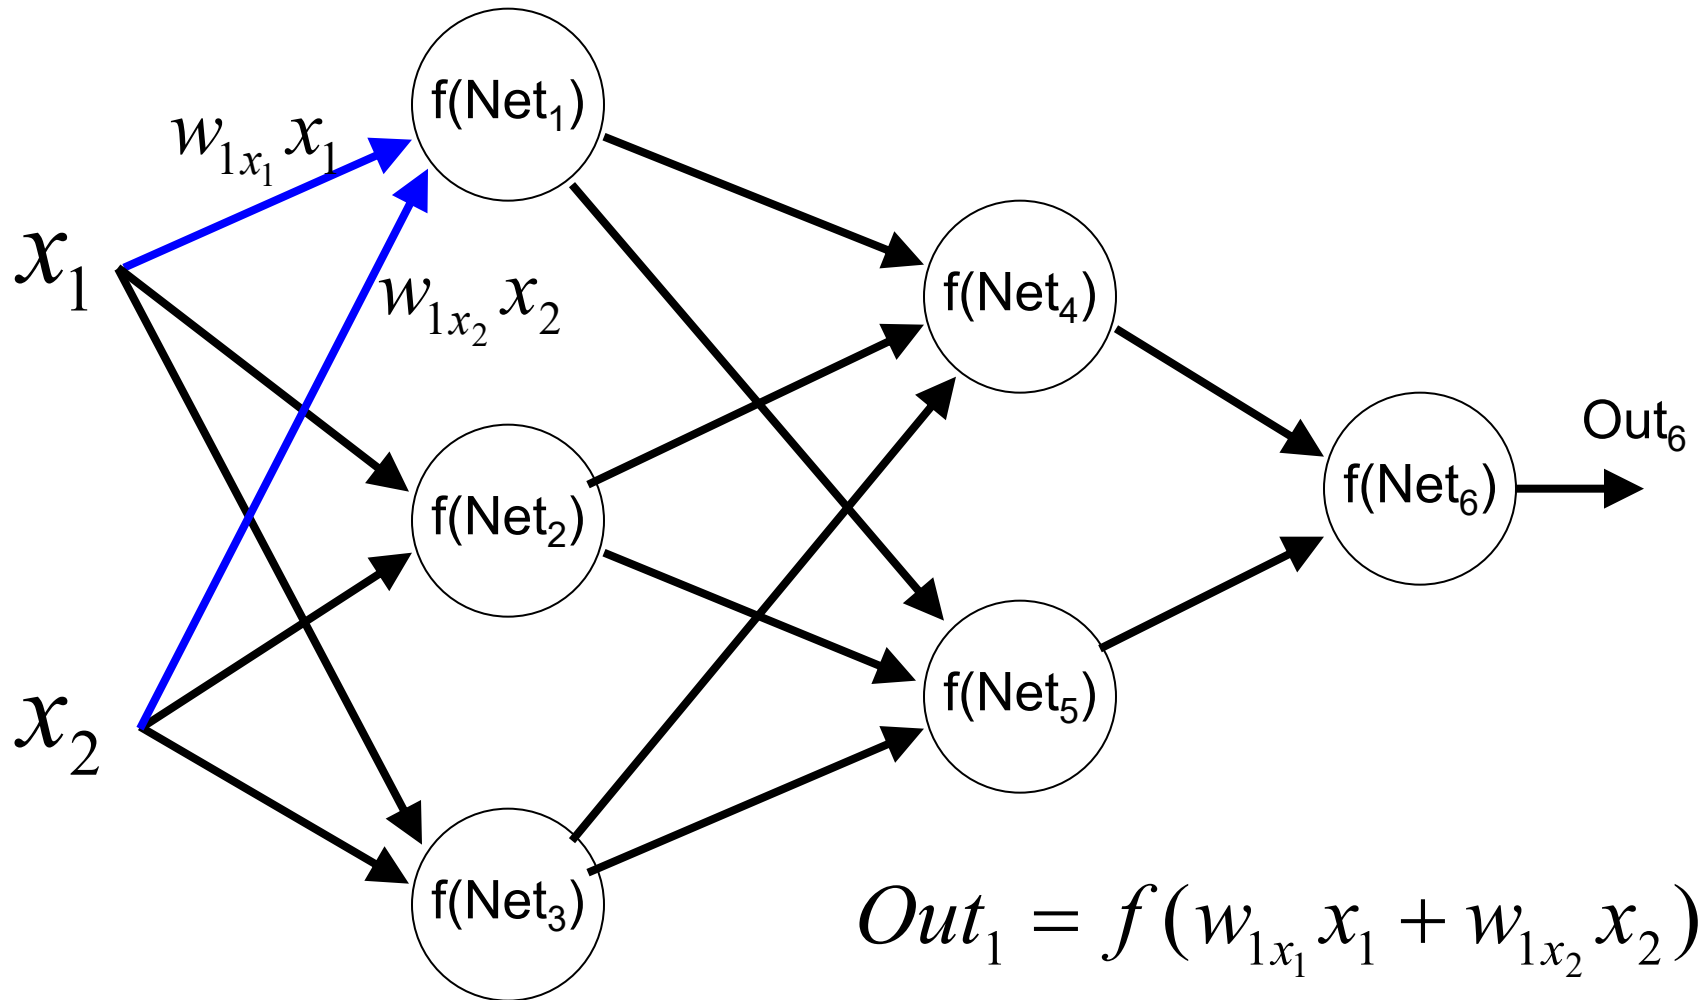 f(Net₁)
w₁ₓ₁ x₁
x₁
w₁ₓ₂ x₂
f(Net₄)
Out₆
f(Net₂)
f(Net₆)
f(Net₅)
x₂
f(Net₃)
Out₁ = f(w₁ₓ₁ x₁ + w₁ₓ₂ x₂)